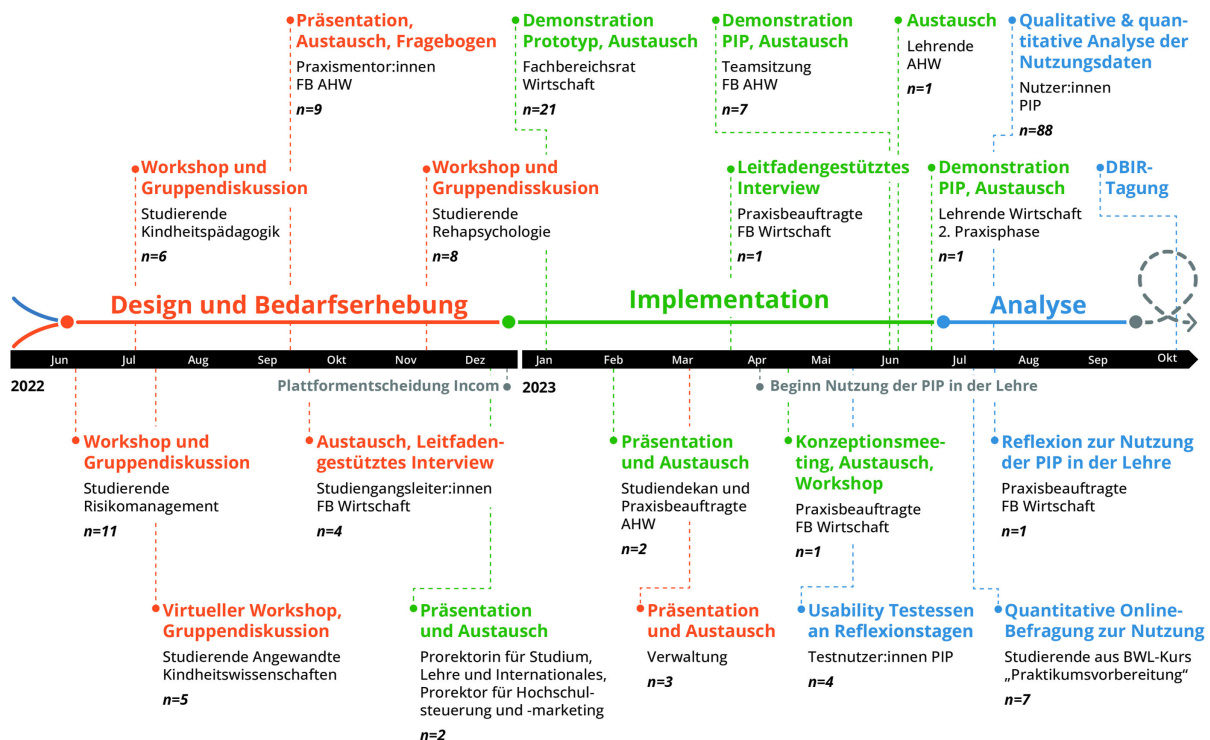 Präsentation,
Austausch, Fragebogen
Praxismentor:innen
FB AHW
n=9
Demonstration
Prototyp, Austausch
Fachbereichsrat
Wirtschaft
n=21
Demonstration
PIP, Austausch
Teamsitzung
FB AHW
n=7
Austausch
Lehrende
AHW
n=1
Qualitative & quan-
titative Analyse der
Nutzungsdaten
Nutzer:innen
PIP
n=88
Workshop und
Gruppendiskussion
Studierende
Kindheitspädagogik
n=6
Workshop und
Gruppendisskusion
Studierende
Rehapsychologie
n=8
Leitfadengestütztes
Interview
Praxisbeauftragte
FB Wirtschaft
n=1
Demonstration
PIP, Austausch
Lehrende Wirtschaft
2. Praxisphase
n=1
DBIR-
Tagung
Design und Bedarfserhebung
Implementation
Analyse
Jun Jul Aug Sep Okt Nov Dez Jan Feb Mar Apr Mai Jun Jul Aug Sep Okt
2022
Plattformentscheidung Incom
2023
Beginn Nutzung der PIP in der Lehre
Workshop und
Gruppendiskussion
Studierende
Risikomanagement
n=11
Austausch, Leitfaden-
gestütztes Interview
Studiengangsleiter:innen
FB Wirtschaft
n=4
Präsentation
und Austausch
Studiendekan und
Praxisbeauftragte
AHW
n=2
Konzeptionsmee-
ting, Austausch,
Workshop
Praxisbeauftragte
FB Wirtschaft
n=1
Reflexion zur Nutzung
der PIP in der Lehre
Praxisbeauftragte
FB Wirtschaft
n=1
Virtueller Workshop,
Gruppendiskussion
Studierende Angewandte
Kindheitswissenschaften
n=5
Präsentation
und Austausch
Prorektorin für Studium,
Lehre und Internationales,
Prorektor für Hochschul-
steuerung und -marketing
n=2
Präsentation
und Austausch
Verwaltung
n=3
Usability Testessen
an Reflexionstagen
Testnutzer:innen PIP
n=4
Quantitative Online-
Befragung zur Nutzung
Studierende aus BWL-Kurs
„Praktikumsvorbereitung“
n=7